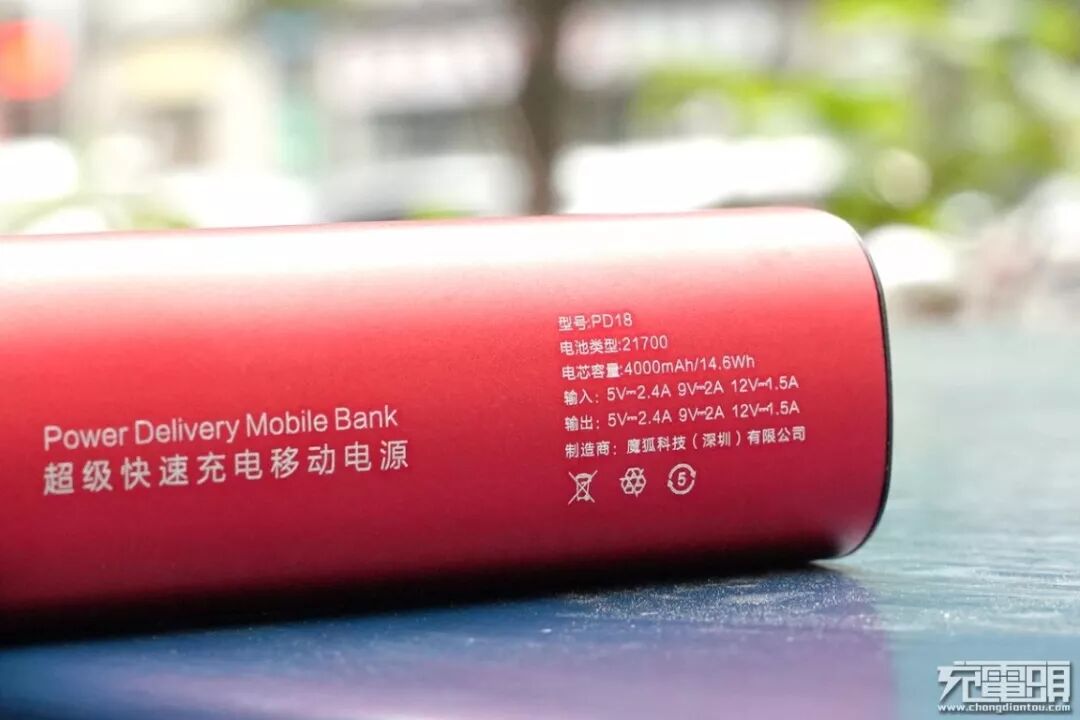 Power Delivery Mobile Bank
超级快速充电移动电源
型号:PD18
电池类型:21700
电芯容量:4000mAh/14.6Wh
输入：5V⎓2.4A 9V⎓2A 12V⎓1.5A
输出：5V⎓2.4A 9V⎓2A 12V⎓1.5A
制造商：魔狐科技（深圳）有限公司
5
充電頭
www.chongdiantou.com